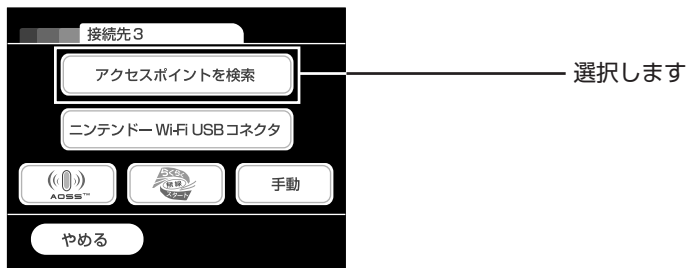 接続先3
アクセスポイントを検索
選択します
ニンテンドー Wi-Fi USBコネクタ
AOSS™
らくらく
無線
スタート
手動
やめる